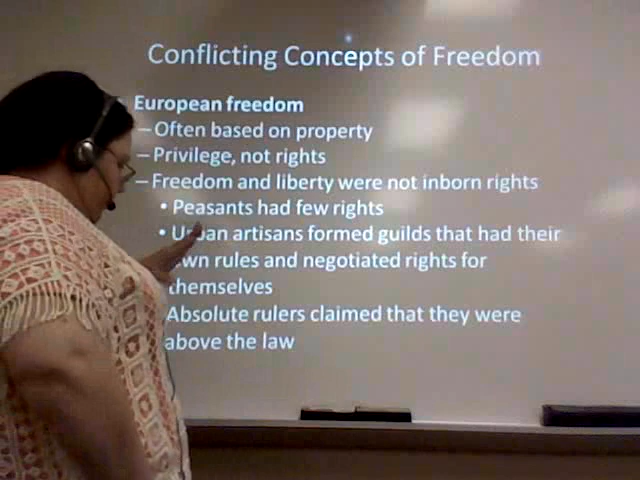 Conflicting Concepts of Freedom
European freedom
– Often based on property
– Privilege, not rights
– Freedom and liberty were not inborn rights
• Peasants had few rights
• Urban artisans formed guilds that had their
own rules and negotiated rights for
themselves
Absolute rulers claimed that they were
above the law